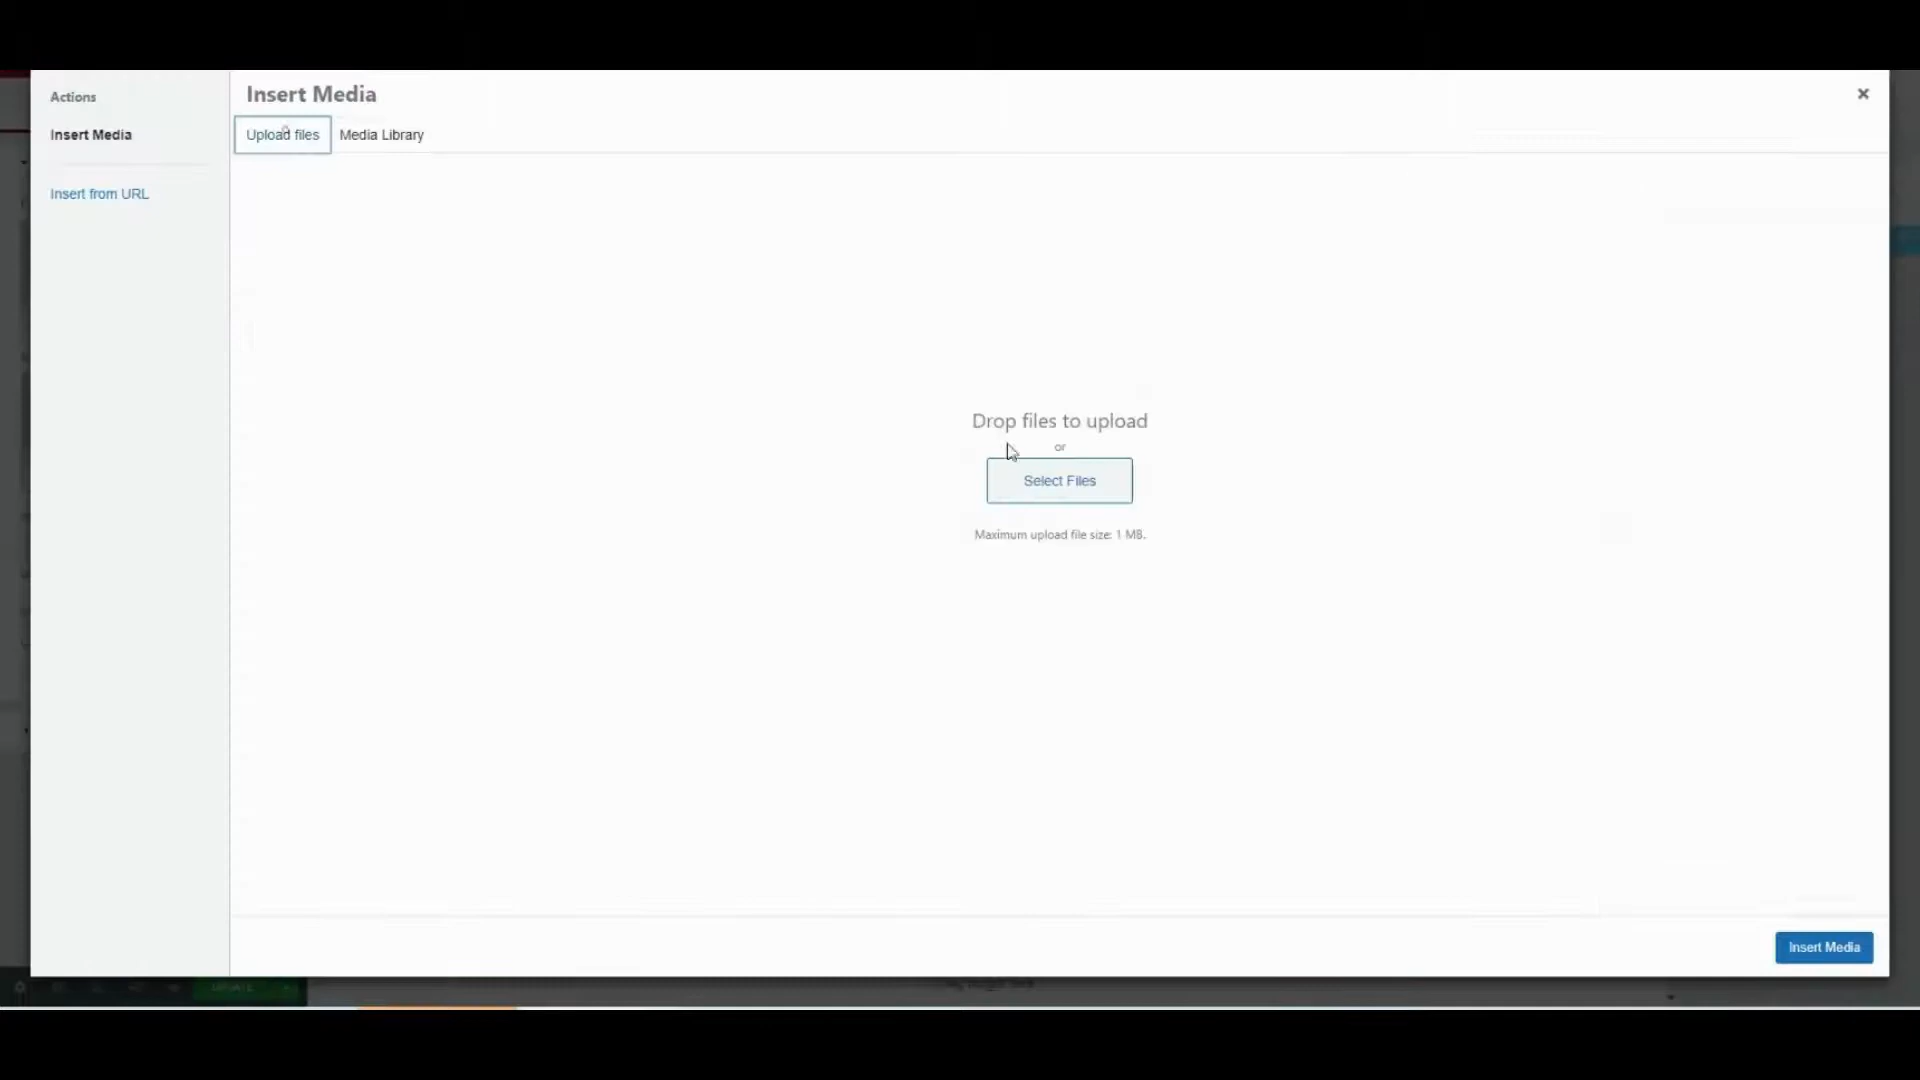 Actions
Insert Media
Insert from URL
Insert Media
Upload files
Media Library
Drop files to upload
or
Select Files
Maximum upload file size: 1 MB.
Insert Media
UPDATE